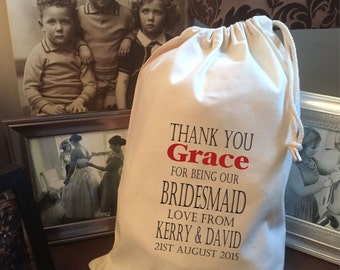 THANK YOU
Grace
FOR BEING OUR
BRIDESMAID
LOVE FROM
KERRY & DAVID
21ST AUGUST 2015